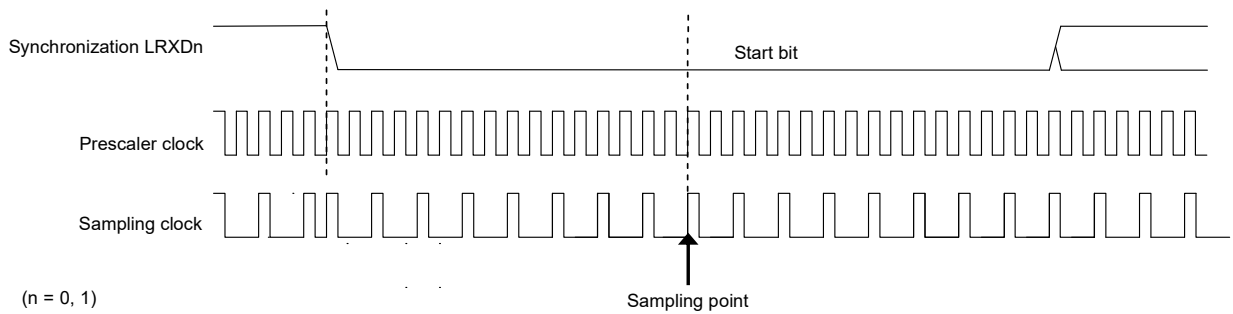 Synchronization LRXDn
Start bit
Prescaler clock
Sampling clock
(n = 0, 1)
Sampling point